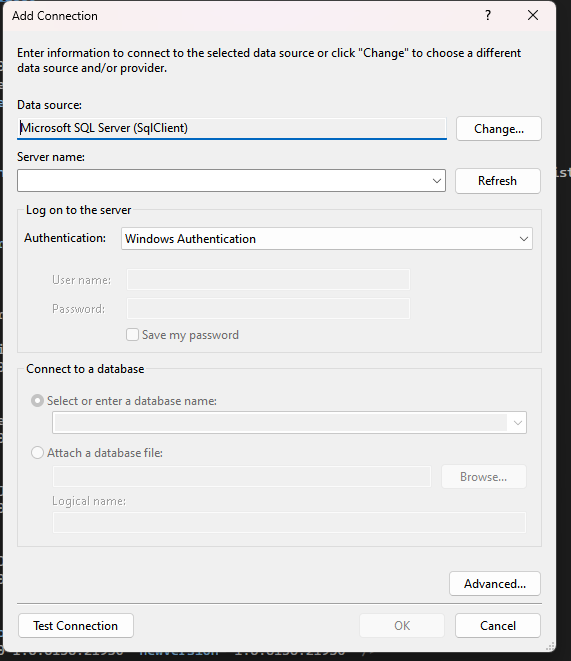 Add Connection
?
Enter information to connect to the selected data source or click "Change" to choose a different
data source and/or provider.
Data source:
Microsoft SQL Server (SqlClient)
Change...
Server name:
Refresh
Log on to the server
Authentication:
Windows Authentication
User name:
Password:
Save my password
Connect to a database
Select or enter a database name:
Attach a database file:
Browse...
Logical name:
Advanced...
Test Connection
OK
Cancel